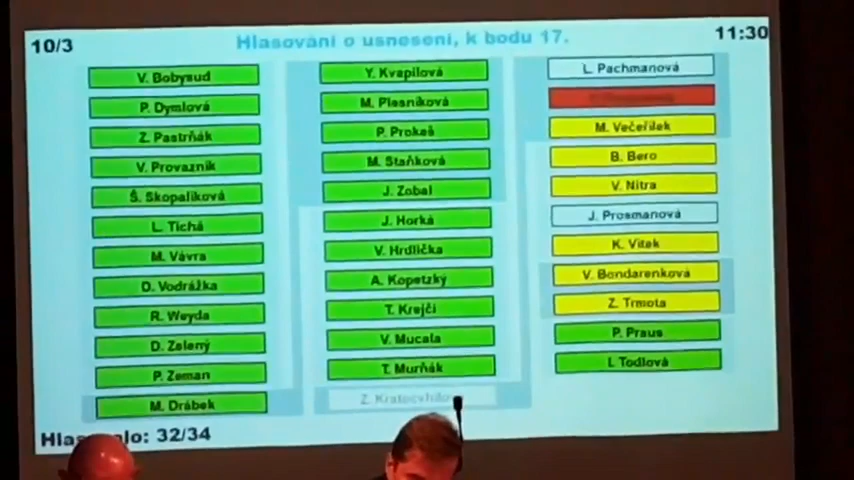 10/3
Hlasování o usnesení, k bodu 17.
11:30
V. Bobysud
P. Dymlová
Z. Pastrňák
V. Provazník
Š. Skopalíková
L. Tichá
M. Vávra
O. Vodrážka
R. Weyda
D. Zelený
P. Zeman
M. Drábek
Y. Kvapilová
M. Plesníková
P. Prokeš
M. Staňková
J. Zobal
J. Horká
V. Hrdlička
A. Kopetzký
T. Krejčí
V. Mucala
T. Murňák
L. Pachmanová
M. Večeřílek
B. Bero
V. Nitra
J. Prosmanová
K. Vitek
V. Bondarenková
Z. Trmota
P. Praus
I. Todlová
32/34